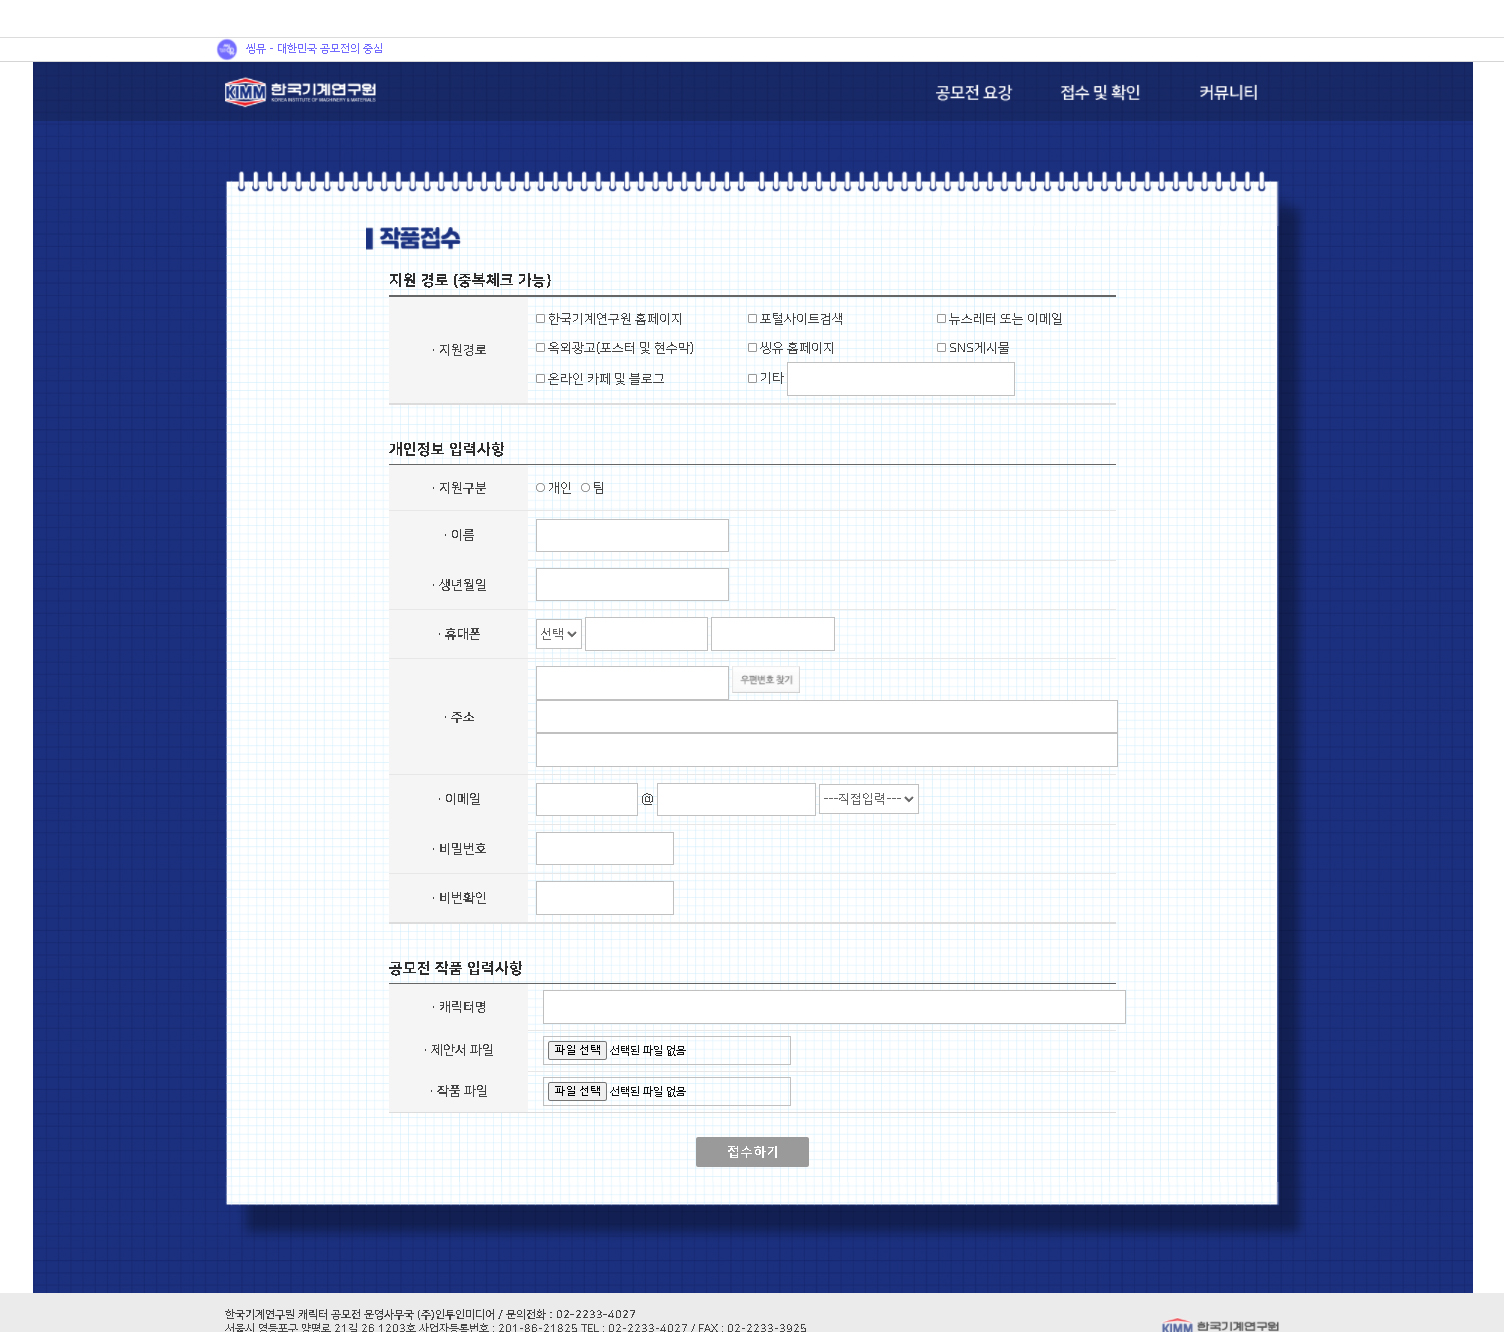 씽유 - 대한민국 공모전의 중심
KIMM 한국기계연구원
KOREA INSTITUTE OF MACHINERY & MATERIALS
공모전 요강 접수 및 확인 커뮤니티
작품접수
지원 경로 (중복체크 가능)
· 지원경로
한국기계연구원 홈페이지 포털사이트검색 뉴스레터 또는 이메일
옥외광고(포스터 및 현수막) 씽유 홈페이지 SNS게시물
온라인 카페 및 블로그 기타
개인정보 입력사항
· 지원구분 개인 팀
· 이름
· 생년월일
· 휴대폰 선택
우편번호 찾기
· 주소
· 이메일 @ ---직접입력---
· 비밀번호
· 비번확인
공모전 작품 입력사항
· 캐릭터명
· 제안서 파일 파일 선택 선택된 파일 없음
· 작품 파일 파일 선택 선택된 파일 없음
접수하기
한국기계연구원 캐릭터 공모전 운영사무국 (주)인투인미디어 / 문의전화 : 02-2233-4027
서울시 영등포구 양평로 21길 26 1203호 사업자등록번호 : 201-86-21825 TEL : 02-2233-4027 / FAX : 02-2233-3925
KIMM 한국기계연구원